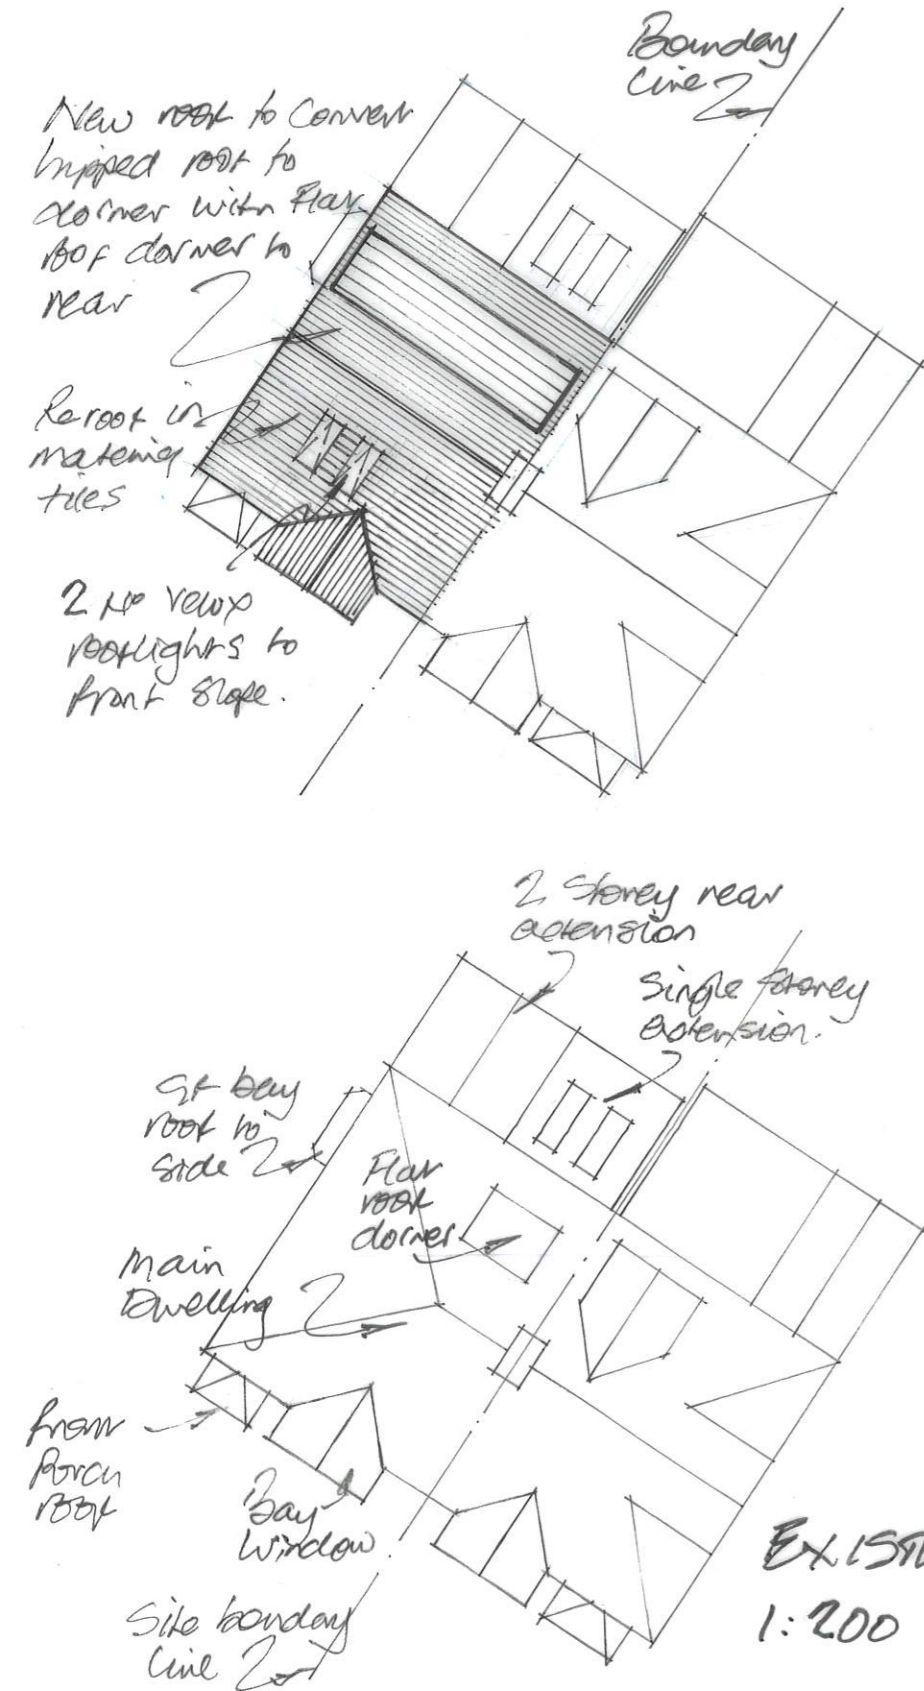 Boundary
Line
New roof to convert
hipped roof to
dormer with Flat
roof dormer to
rear
Reroof in
matching
tiles
2 No velux
rooflights to
front slope.
2 Storey rear
extension
Single storey
extension.
GF bay
roof to
side
Flat
roof
dormer
Main
Dwelling
Front
Porch
roof
Bay
Window
Site boundary
Line
EXIST
1:200